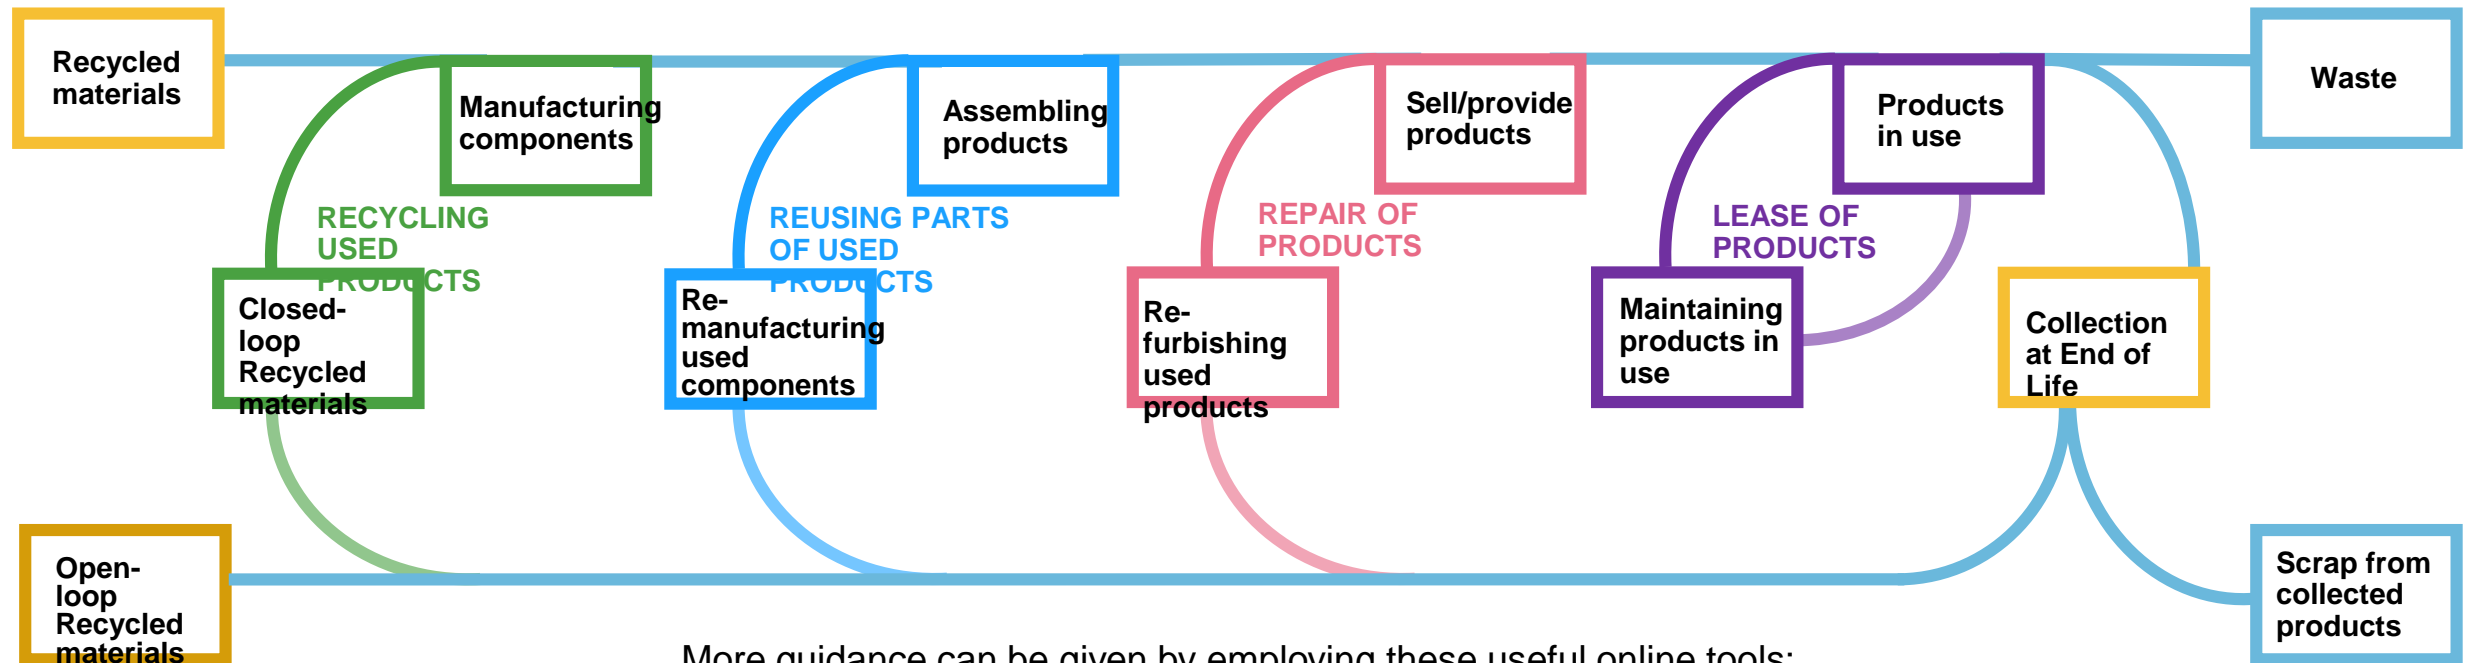 Recycled
materials
Manufacturing
components
Assembling
products
Sell/provide
products
Products
in use
Waste
RECYCLING
USED
PRODUCTS
REUSING PARTS
OF USED
PRODUCTS
REPAIR OF
PRODUCTS
LEASE OF
PRODUCTS
Closed-
loop
Recycled
materials
Re-
manufacturing
used
components
Re-
furbishing
used
products
Maintaining
products in
use
Collection
at End of
Life
Open-
loop
Recycled
materials
Scrap from
collected
products
More guidance can be given by employing these useful online tools: